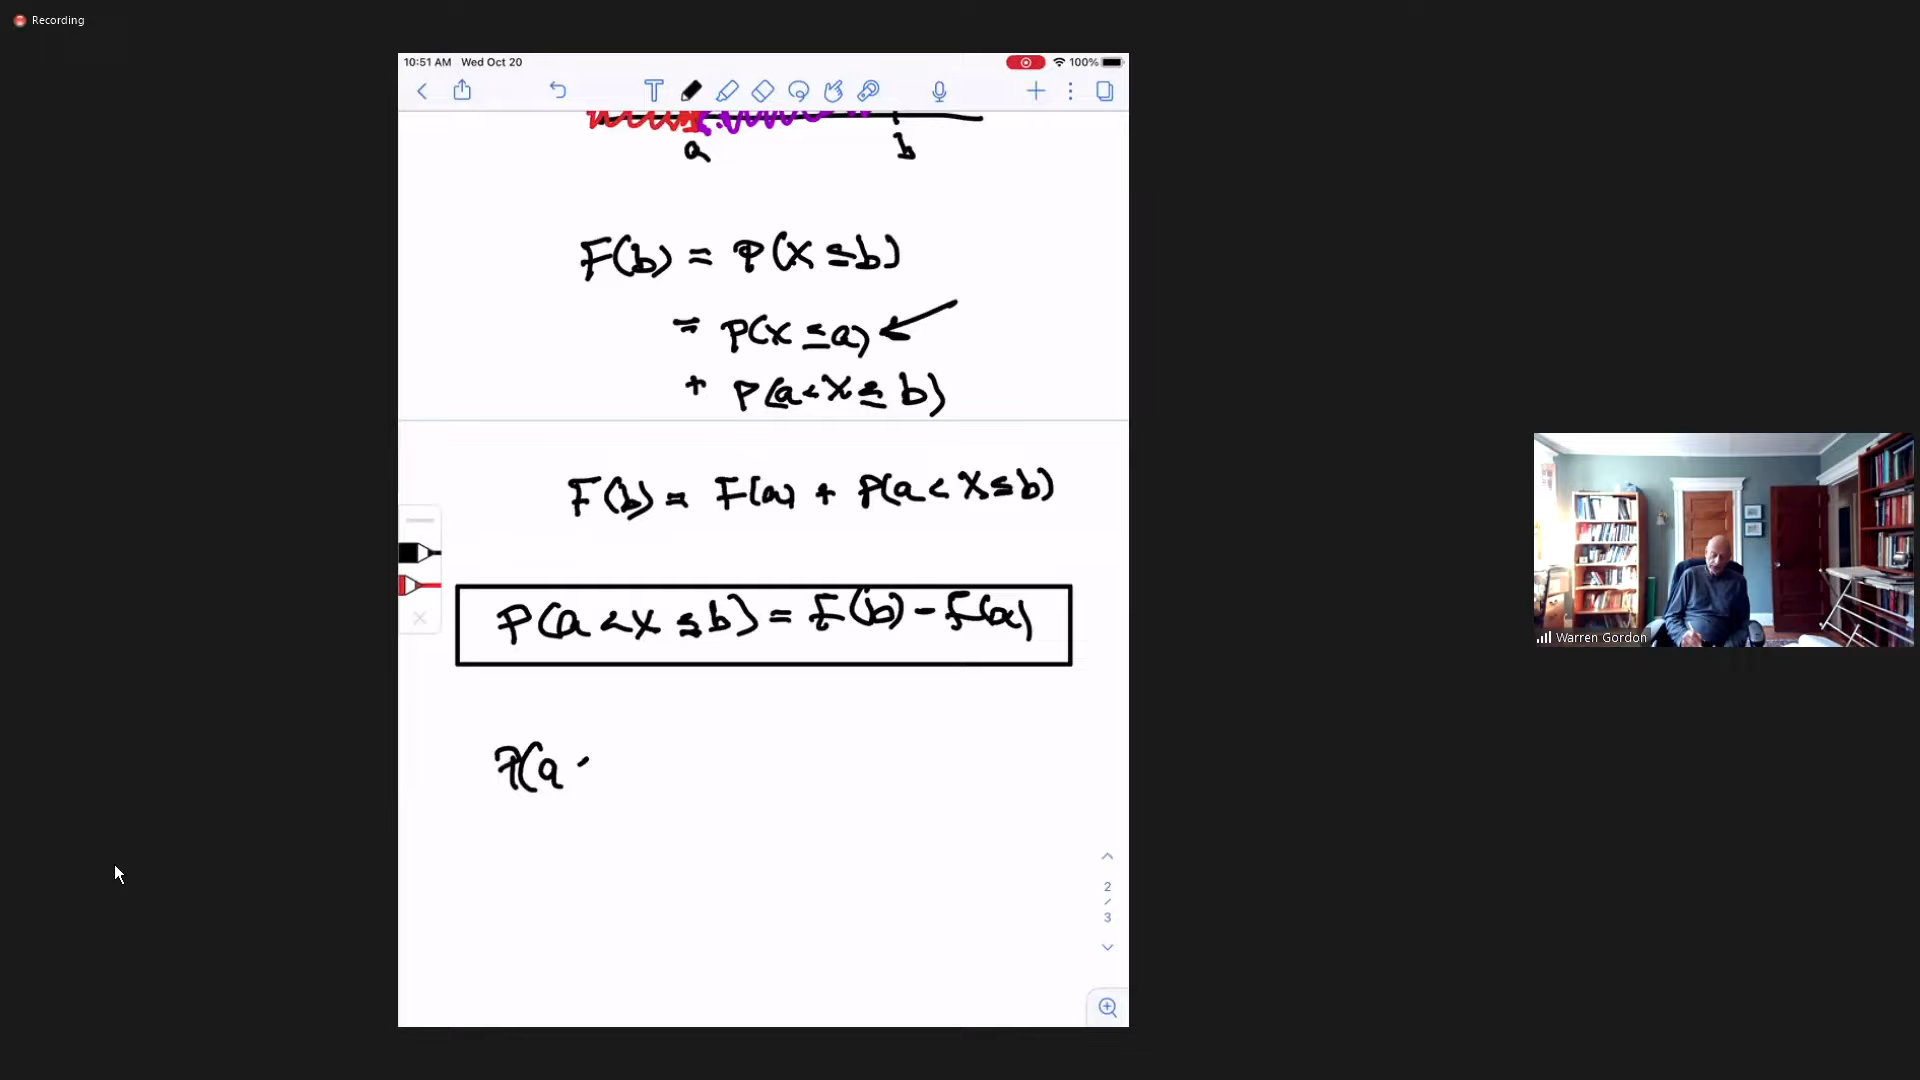 Recording
10:51 AM Wed Oct 20
100%
T
a b
F(b) = P(X ≤ b)
= P(X ≤ a)
+ P(a < X ≤ b)
F(b) = F(a) + P(a < X ≤ b)
P(a < X ≤ b) = F(b) - F(a)
P(a
2
/
3
Warren Gordon